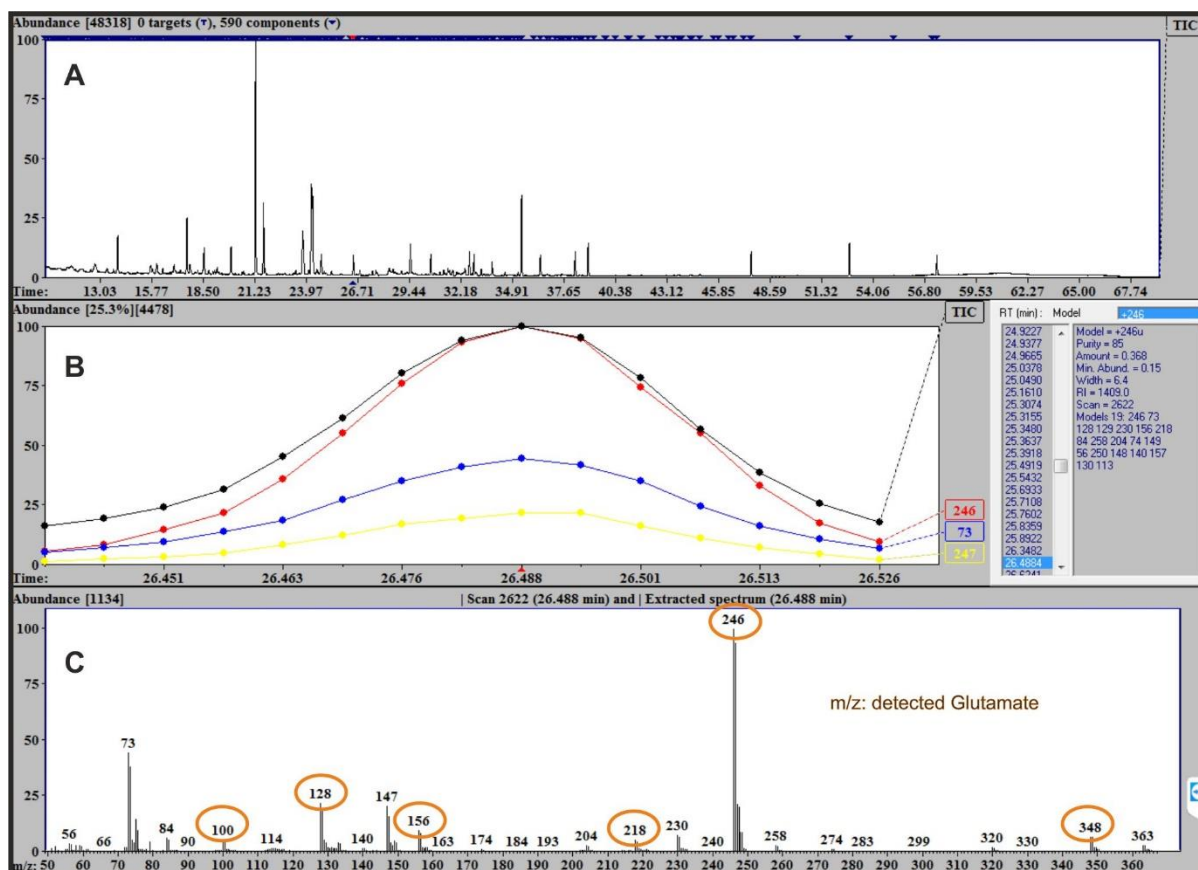 Abundance [48318] 0 targets (T), 590 components (▼)
TIC
100
75
50
25
0
A
Time: 13.03 15.77 18.50 21.23 23.97 26.71 29.44 32.18 34.91 37.65 40.38 43.12 45.85 48.59 51.32 54.06 56.80 59.53 62.27 65.00 67.74
Abundance [25.3%][4478]
TIC
100
75
50
25
0
B
246
73
247
Time: 26.451 26.463 26.476 26.488 26.501 26.513 26.526
RT (min) : Model +246
24.9227
24.9377
24.9665
25.0378
25.0490
25.1610
25.3074
25.3155
25.3480
25.3637
25.3918
25.4919
25.5432
25.6933
25.7108
25.7602
25.8359
25.8922
26.3482
26.4884
Model = +246u
Purity = 85
Amount = 0.368
Min. Abund. = 0.15
Width = 6.4
RI = 1409.0
Scan = 2622
Models 19: 246 73
128 129 230 156 218
84 258 204 74 149
56 250 148 140 157
130 113
Abundance [1134]
| Scan 2622 (26.488 min) and | Extracted spectrum (26.488 min)
100
75
50
25
0
C
m/z: detected Glutamate
56 66 73 84 90 100 114 128 140 147 156 163 174 184 193 204 218 230 240 246 258 274 283 299 320 330 348 363
m/z: 50 60 70 80 90 100 110 120 130 140 150 160 170 180 190 200 210 220 230 240 250 260 270 280 290 300 310 320 330 340 350 360